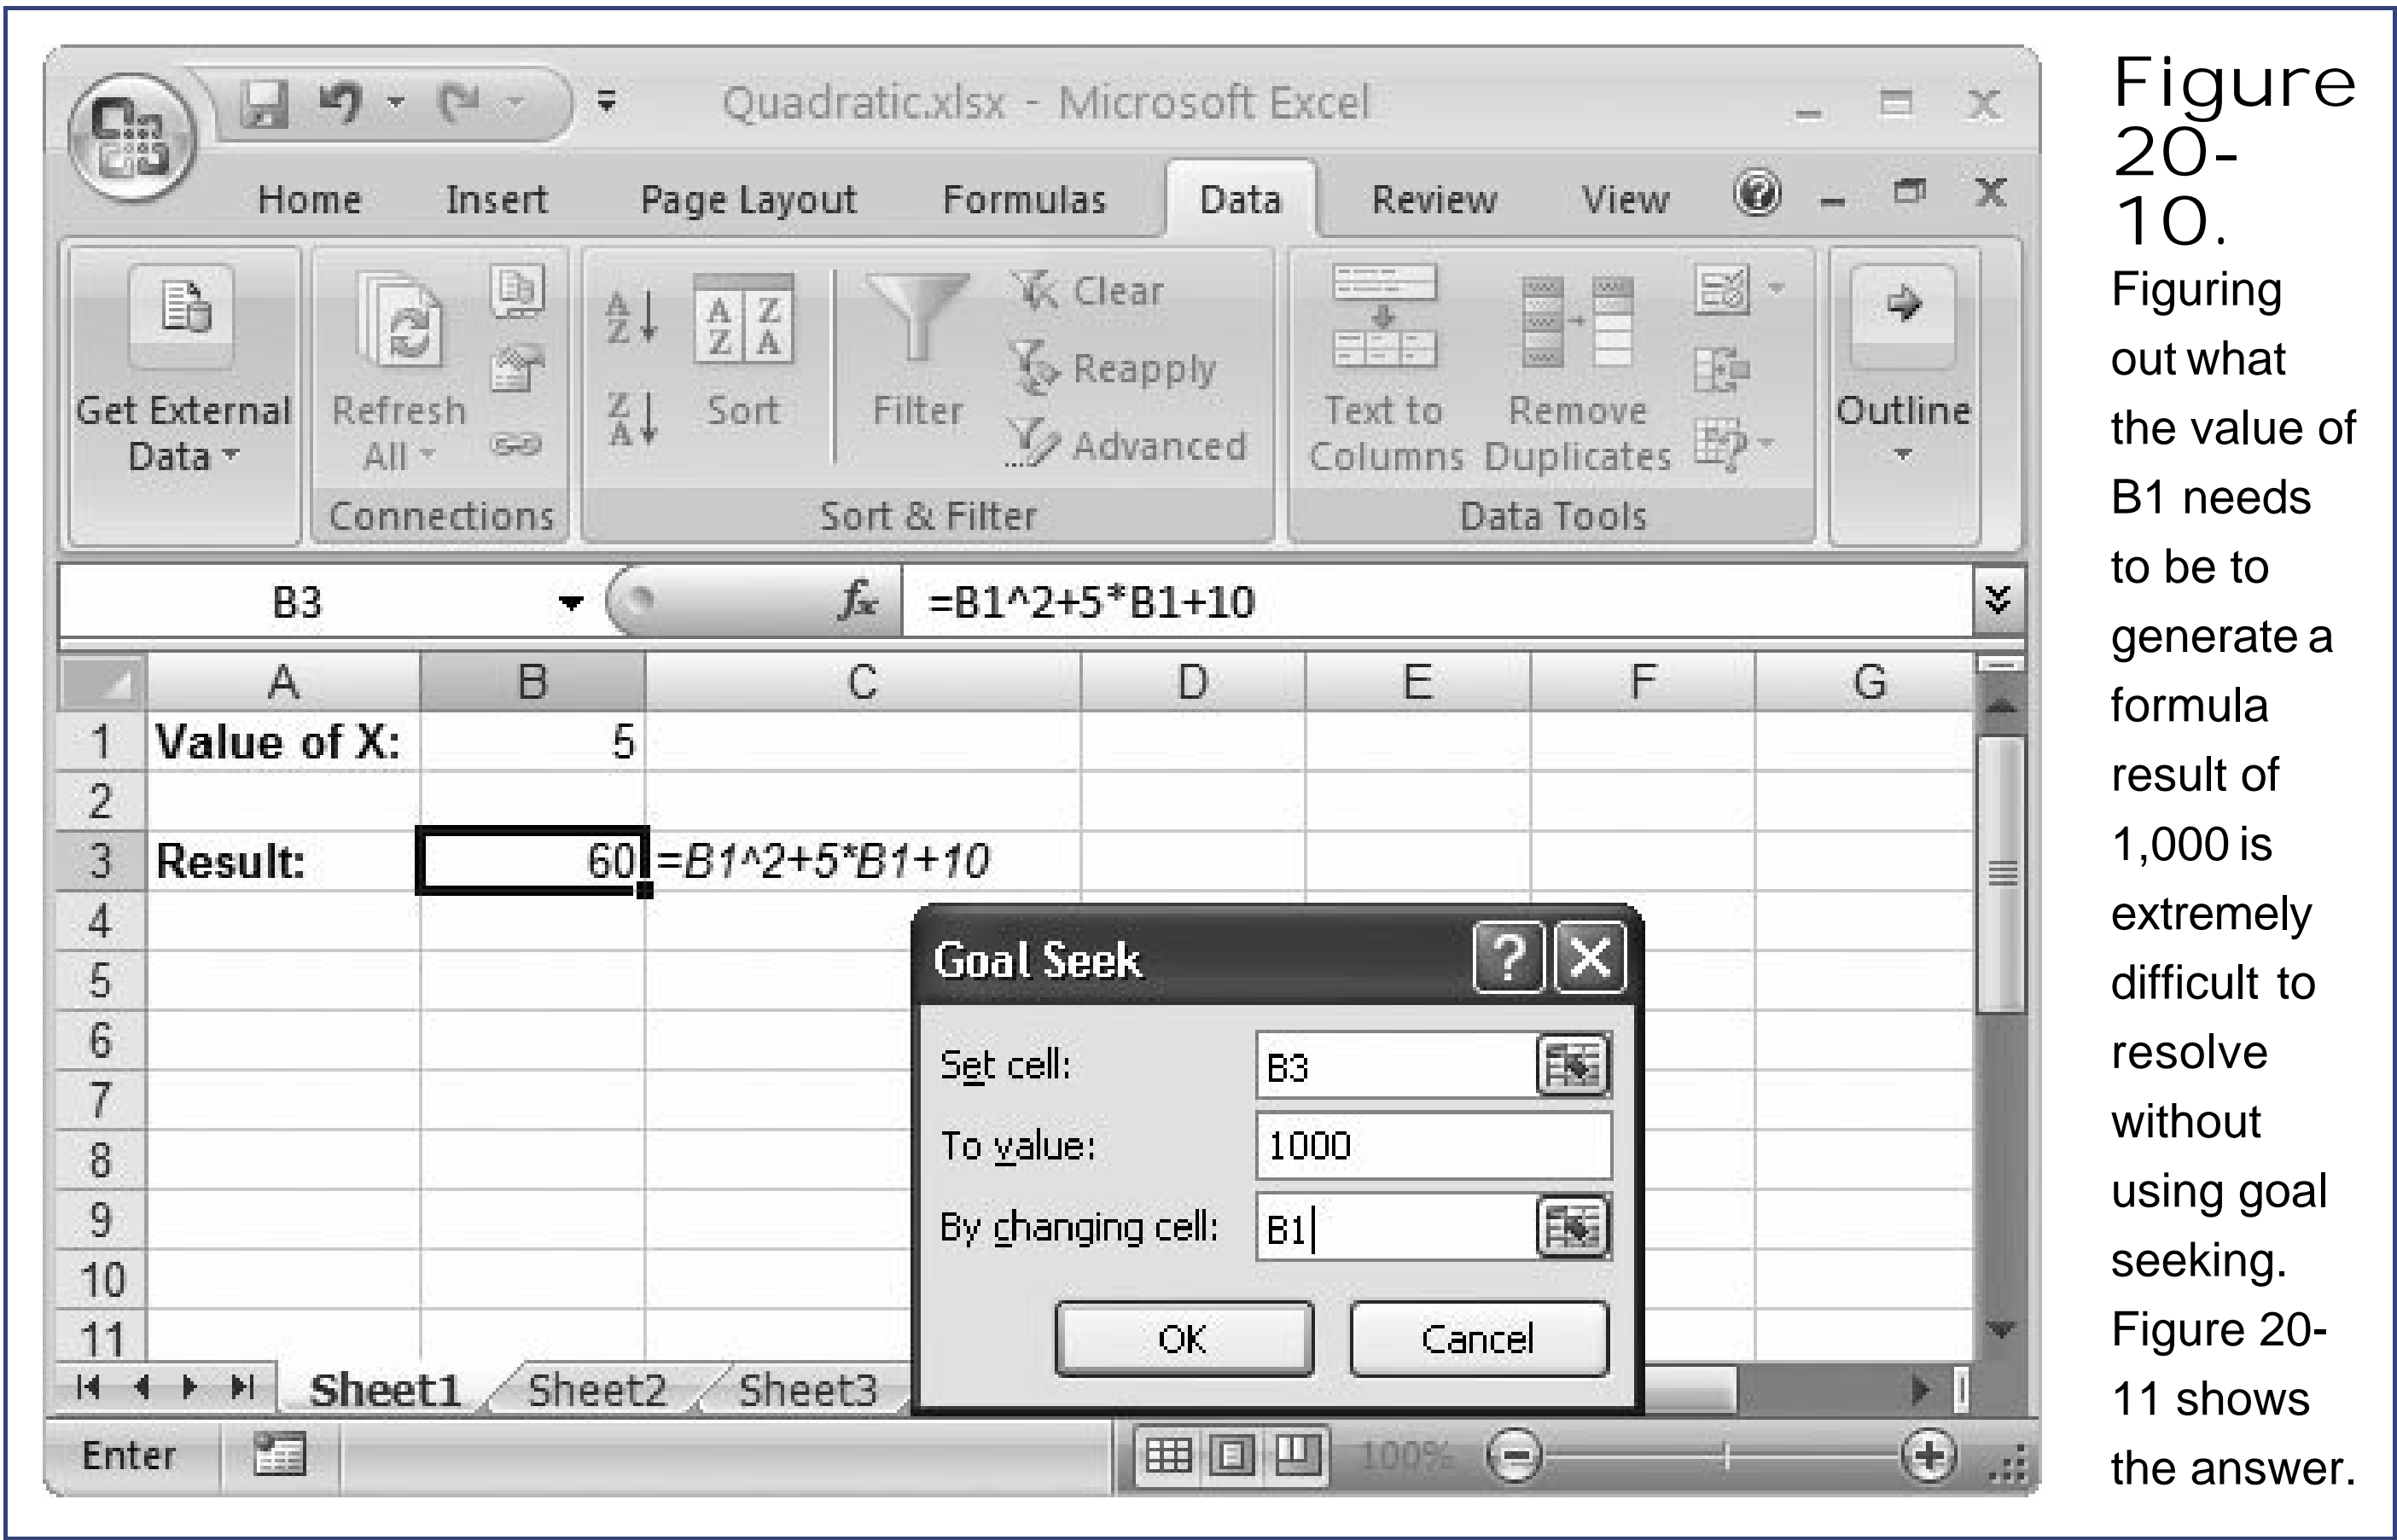 Quadratic.xlsx - Microsoft Excel
Home Insert Page Layout Formulas Data Review View
Get External Data
Refresh All
Connections
Sort
Filter
Clear
Reapply
Advanced
Sort & Filter
Text to Columns
Remove Duplicates
Data Tools
Outline
B3 fx =B1^2+5*B1+10
A B C D E F G
1 Value of X: 5
2
3 Result: 60 =B1^2+5*B1+10
4
5
6
7
8
9
10
11
Goal Seek
Set cell: B3
To value: 1000
By changing cell: B1
OK Cancel
Sheet1 Sheet2 Sheet3
Enter 100%
Figure
20-
10.
Figuring
out what
the value of
B1 needs
to be to
generate a
formula
result of
1,000 is
extremely
difficult to
resolve
without
using goal
seeking.
Figure 20-
11 shows
the answer.